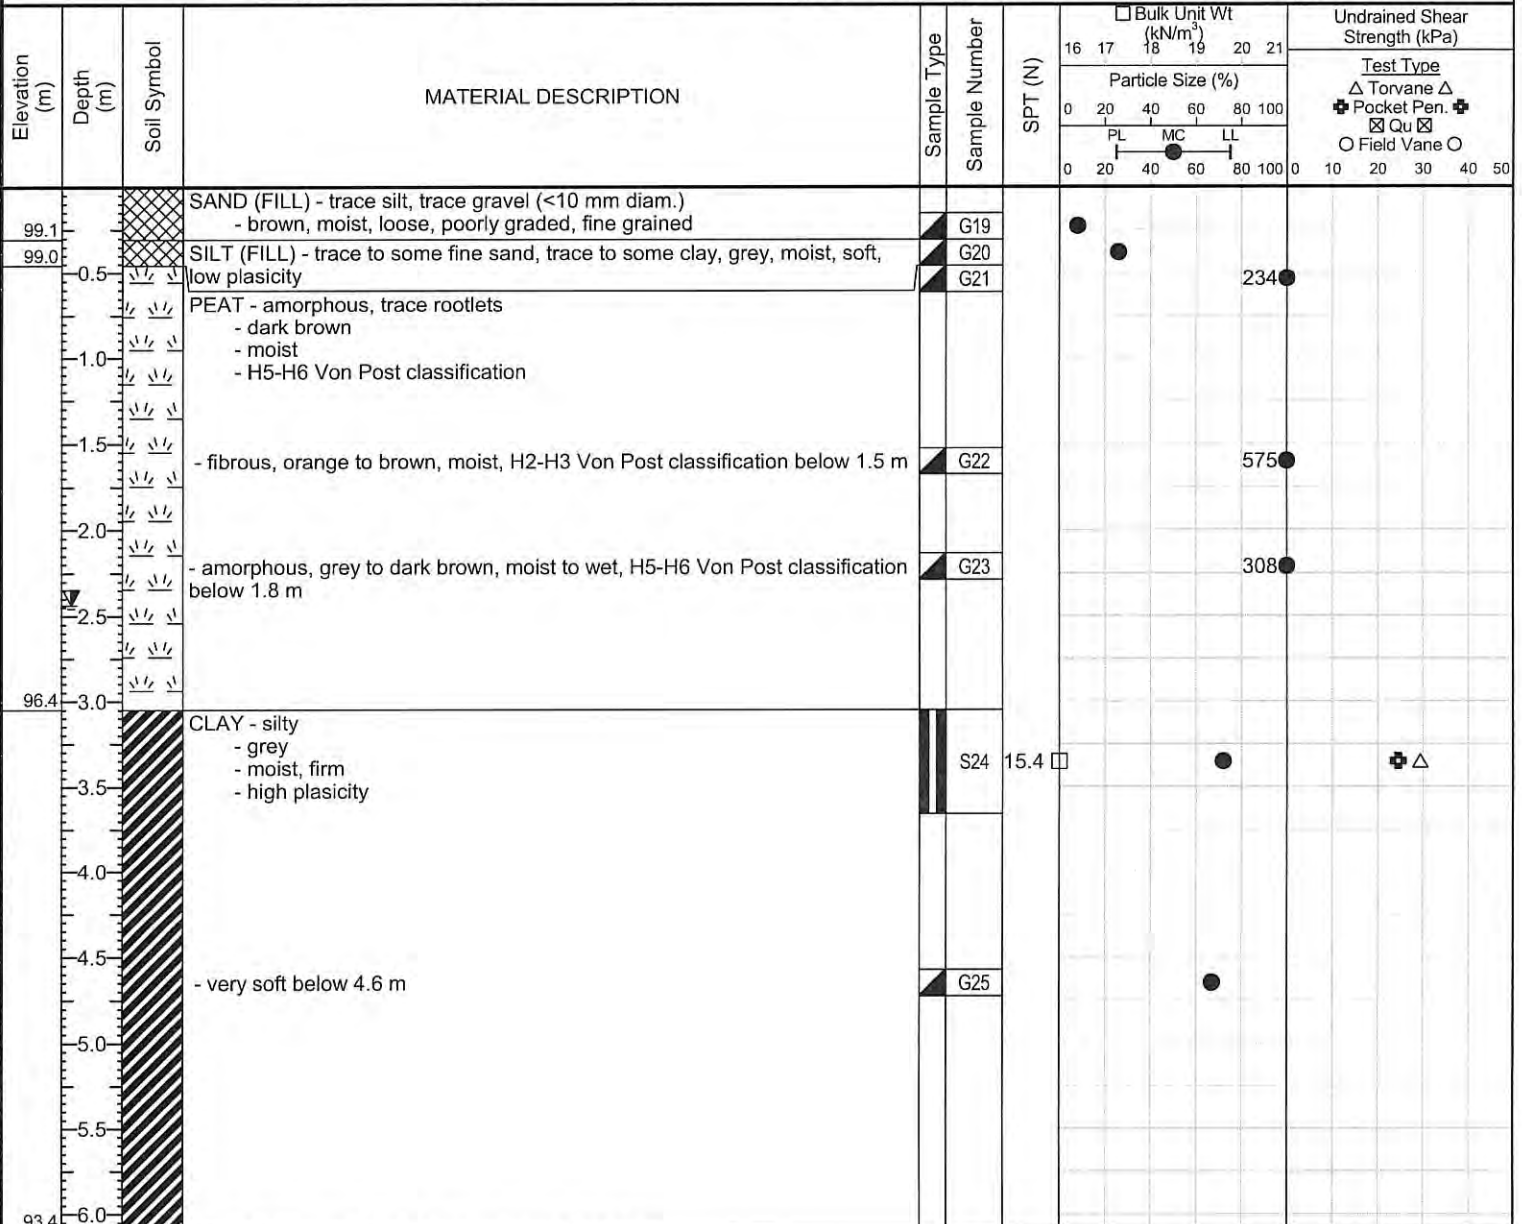 Elevation
(m)
Depth
(m)
Soil Symbol
MATERIAL DESCRIPTION
Sample Type
Sample Number
SPT (N)
Bulk Unit Wt
(kN/m³)
16 17 18 19 20 21
Particle Size (%)
0 20 40 60 80 100
PL MC LL
0 20 40 60 80 100
Undrained Shear
Strength (kPa)
Test Type
△ Torvane △
Pocket Pen.
☒ Qu ☒
○ Field Vane ○
0 10 20 30 40 50
SAND (FILL) - trace silt, trace gravel (<10 mm diam.)
- brown, moist, loose, poorly graded, fine grained
99.1
G19
SILT (FILL) - trace to some fine sand, trace to some clay, grey, moist, soft,
low plasicity
99.0
G20
-0.5
G21
234
PEAT - amorphous, trace rootlets
- dark brown
- moist
- H5-H6 Von Post classification
-1.0
-1.5
- fibrous, orange to brown, moist, H2-H3 Von Post classification below 1.5 m
G22
575
-2.0
- amorphous, grey to dark brown, moist to wet, H5-H6 Von Post classification
below 1.8 m
G23
308
-2.5
96.4
-3.0
CLAY - silty
- grey
- moist, firm
- high plasicity
S24
15.4
-3.5
-4.0
-4.5
- very soft below 4.6 m
G25
-5.0
-5.5
93.4
-6.0